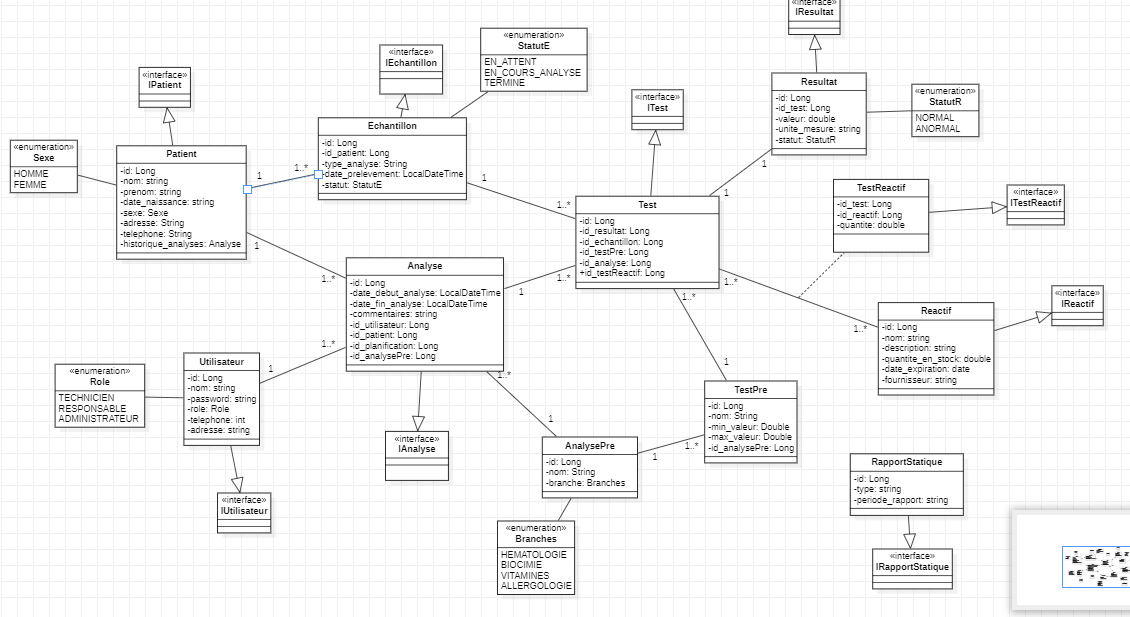 «interface»
IResultat
«enumeration»
StatutE
EN_ATTENT
EN_COURS_ANALYSE
TERMINE
«interface»
IEchantillon
«interface»
IPatient
Resultat
-id: Long
-id_test: Long
-valeur: double
-unite_mesure: string
-statut: StatutR
«enumeration»
StatutR
NORMAL
ANORMAL
«interface»
ITest
Echantillon
-id: Long
-id_patient: Long
-type_analyse: String
-date_prelevement: LocalDateTime
-statut: StatutE
«enumeration»
Sexe
HOMME
FEMME
Patient
-id: Long
-nom: string
-prenom: string
-date_naissance: string
-sexe: Sexe
-adresse: String
-telephone: String
-historique_analyses: Analyse
1
1..*
1
1..*
1
1
1
1..*
Test
-id: Long
-id_resultat: Long
-id_echantillon: Long
-id_testPre: Long
-id_analyse: Long
+id_testReactif: Long
TestReactif
-id_test: Long
-id_reactif: Long
-quantite: double
«interface»
ITestReactif
Analyse
-id: Long
-date_debut_analyse: LocalDateTime
-date_fin_analyse: LocalDateTime
-commentaires: string
-id_utilisateur: Long
-id_patient: Long
-id_planification: Long
-id_analysePre: Long
1
1..*
1..*
1..*
1..*
1
Reactif
-id: Long
-nom: string
-description: string
-quantite_en_stock: double
-date_expiration: date
-fournisseur: string
«interface»
IReactif
«enumeration»
Role
TECHNICIEN
RESPONSABLE
ADMINISTRATEUR
Utilisateur
-id: Long
-nom: string
-password: string
-role: Role
-telephone: int
-adresse: string
1
1..*
1..*
1
TestPre
-id: Long
-nom: String
-min_valeur: Double
-max_valeur: Double
-id_analysePre: Long
«interface»
IAnalyse
AnalysePre
-id: Long
-nom: String
-branche: Branches
1
1..*
RapportStatique
-id: Long
-type: string
-periode_rapport: string
«interface»
IUtilisateur
«enumeration»
Branches
HEMATOLOGIE
BIOCIMIE
VITAMINES
ALLERGOLOGIE
«interface»
IRapportStatique